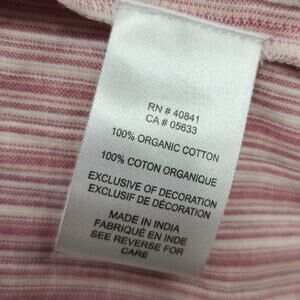 RN # 40841
CA # 05633
100% ORGANIC COTTON
100% COTON ORGANIQUE
EXCLUSIVE OF DECORATION
EXCLUSIF DE DÉCORATION
MADE IN INDIA
FABRIQUÉ EN INDE
SEE REVERSE FOR
CARE